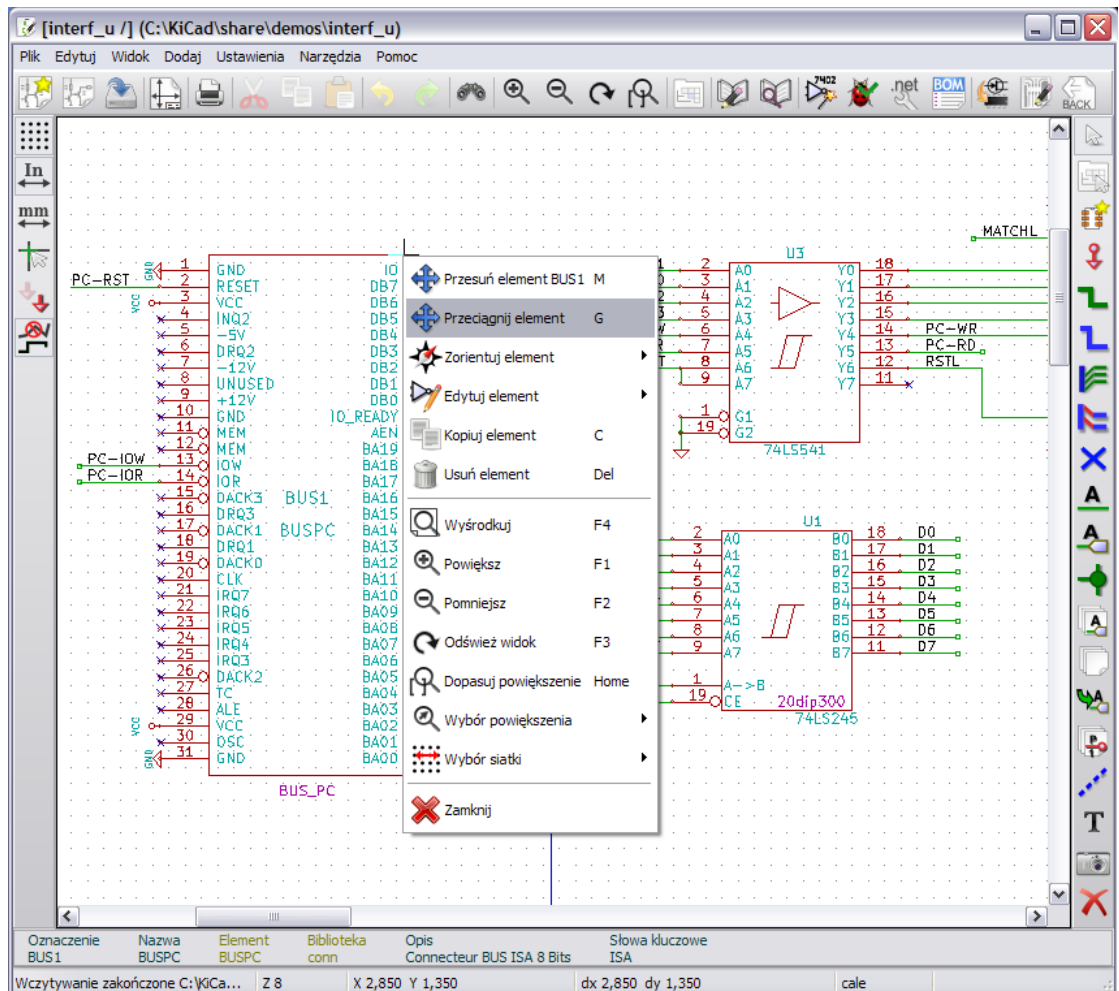 [interf_u /] (C:\KiCad\share\demos\interf_u)
Plik Edytuj Widok Dodaj Ustawienia Narzędzia Pomoc
7402 .net BOM BACK
In
mm
MATCHL
PC-RST
GND
VCC
1 GND IO
2 RESET DB7
3 VCC DB6
4 INQ2 DB5
5 -5V DB4
6 DRQ2 DB3
7 -12V DB2
8 UNUSED DB1
9 +12V DB0
10 GND IO_READY
11 MEM AEN
12 MEM BA19
PC-IOW 13 IOW BA18
PC-IOR 14 IOR BA17
15 DACK3 BUS1 BA16
16 DRQ3 BA15
17 DACK1 BUSPC BA14
18 DRQ1 BA13
19 DACK0 BA12
20 CLK BA11
21 IRQ7 BA10
22 IRQ6 BA09
23 IRQ5 BA08
24 IRQ4 BA07
25 IRQ3 BA06
26 DACK2 BA05
27 TC BA04
28 ALE BA03
29 VCC BA02
30 OSC BA01
31 GND BA00
VCC
GND
BUS_PC
Przesuń element BUS1 M
Przeciągnij element G
Zorientuj element
Edytuj element
Kopiuj element C
Usuń element Del
Wyśrodkuj F4
Powiększ F1
Pomniejsz F2
Odśwież widok F3
Dopasuj powiększenie Home
Wybór powiększenia
Wybór siatki
Zamknij
U3
2 A0 Y0 18
3 A1 Y1 17
4 A2 Y2 16
5 A3 Y3 15
6 A4 Y4 14 PC-WR
7 A5 Y5 13 PC-RD
8 A6 Y6 12 RSTL
9 A7 Y7 11
1 G1
19 G2
74LS541
U1
2 A0 B0 18 D0
3 A1 B1 17 D1
4 A2 B2 16 D2
5 A3 B3 15 D3
6 A4 B4 14 D4
7 A5 B5 13 D5
8 A6 B6 12 D6
9 A7 B7 11 D7
1 A->B
19 CE 20dip300
74LS245
A
A
A
T
Oznaczenie Nazwa Element Biblioteka Opis Słowa kluczowe
BUS1 BUSPC BUSPC conn Connecteur BUS ISA 8 Bits ISA
Wczytywanie zakończone C:\KiCa... Z 8 X 2,850 Y 1,350 dx 2,850 dy 1,350 cale